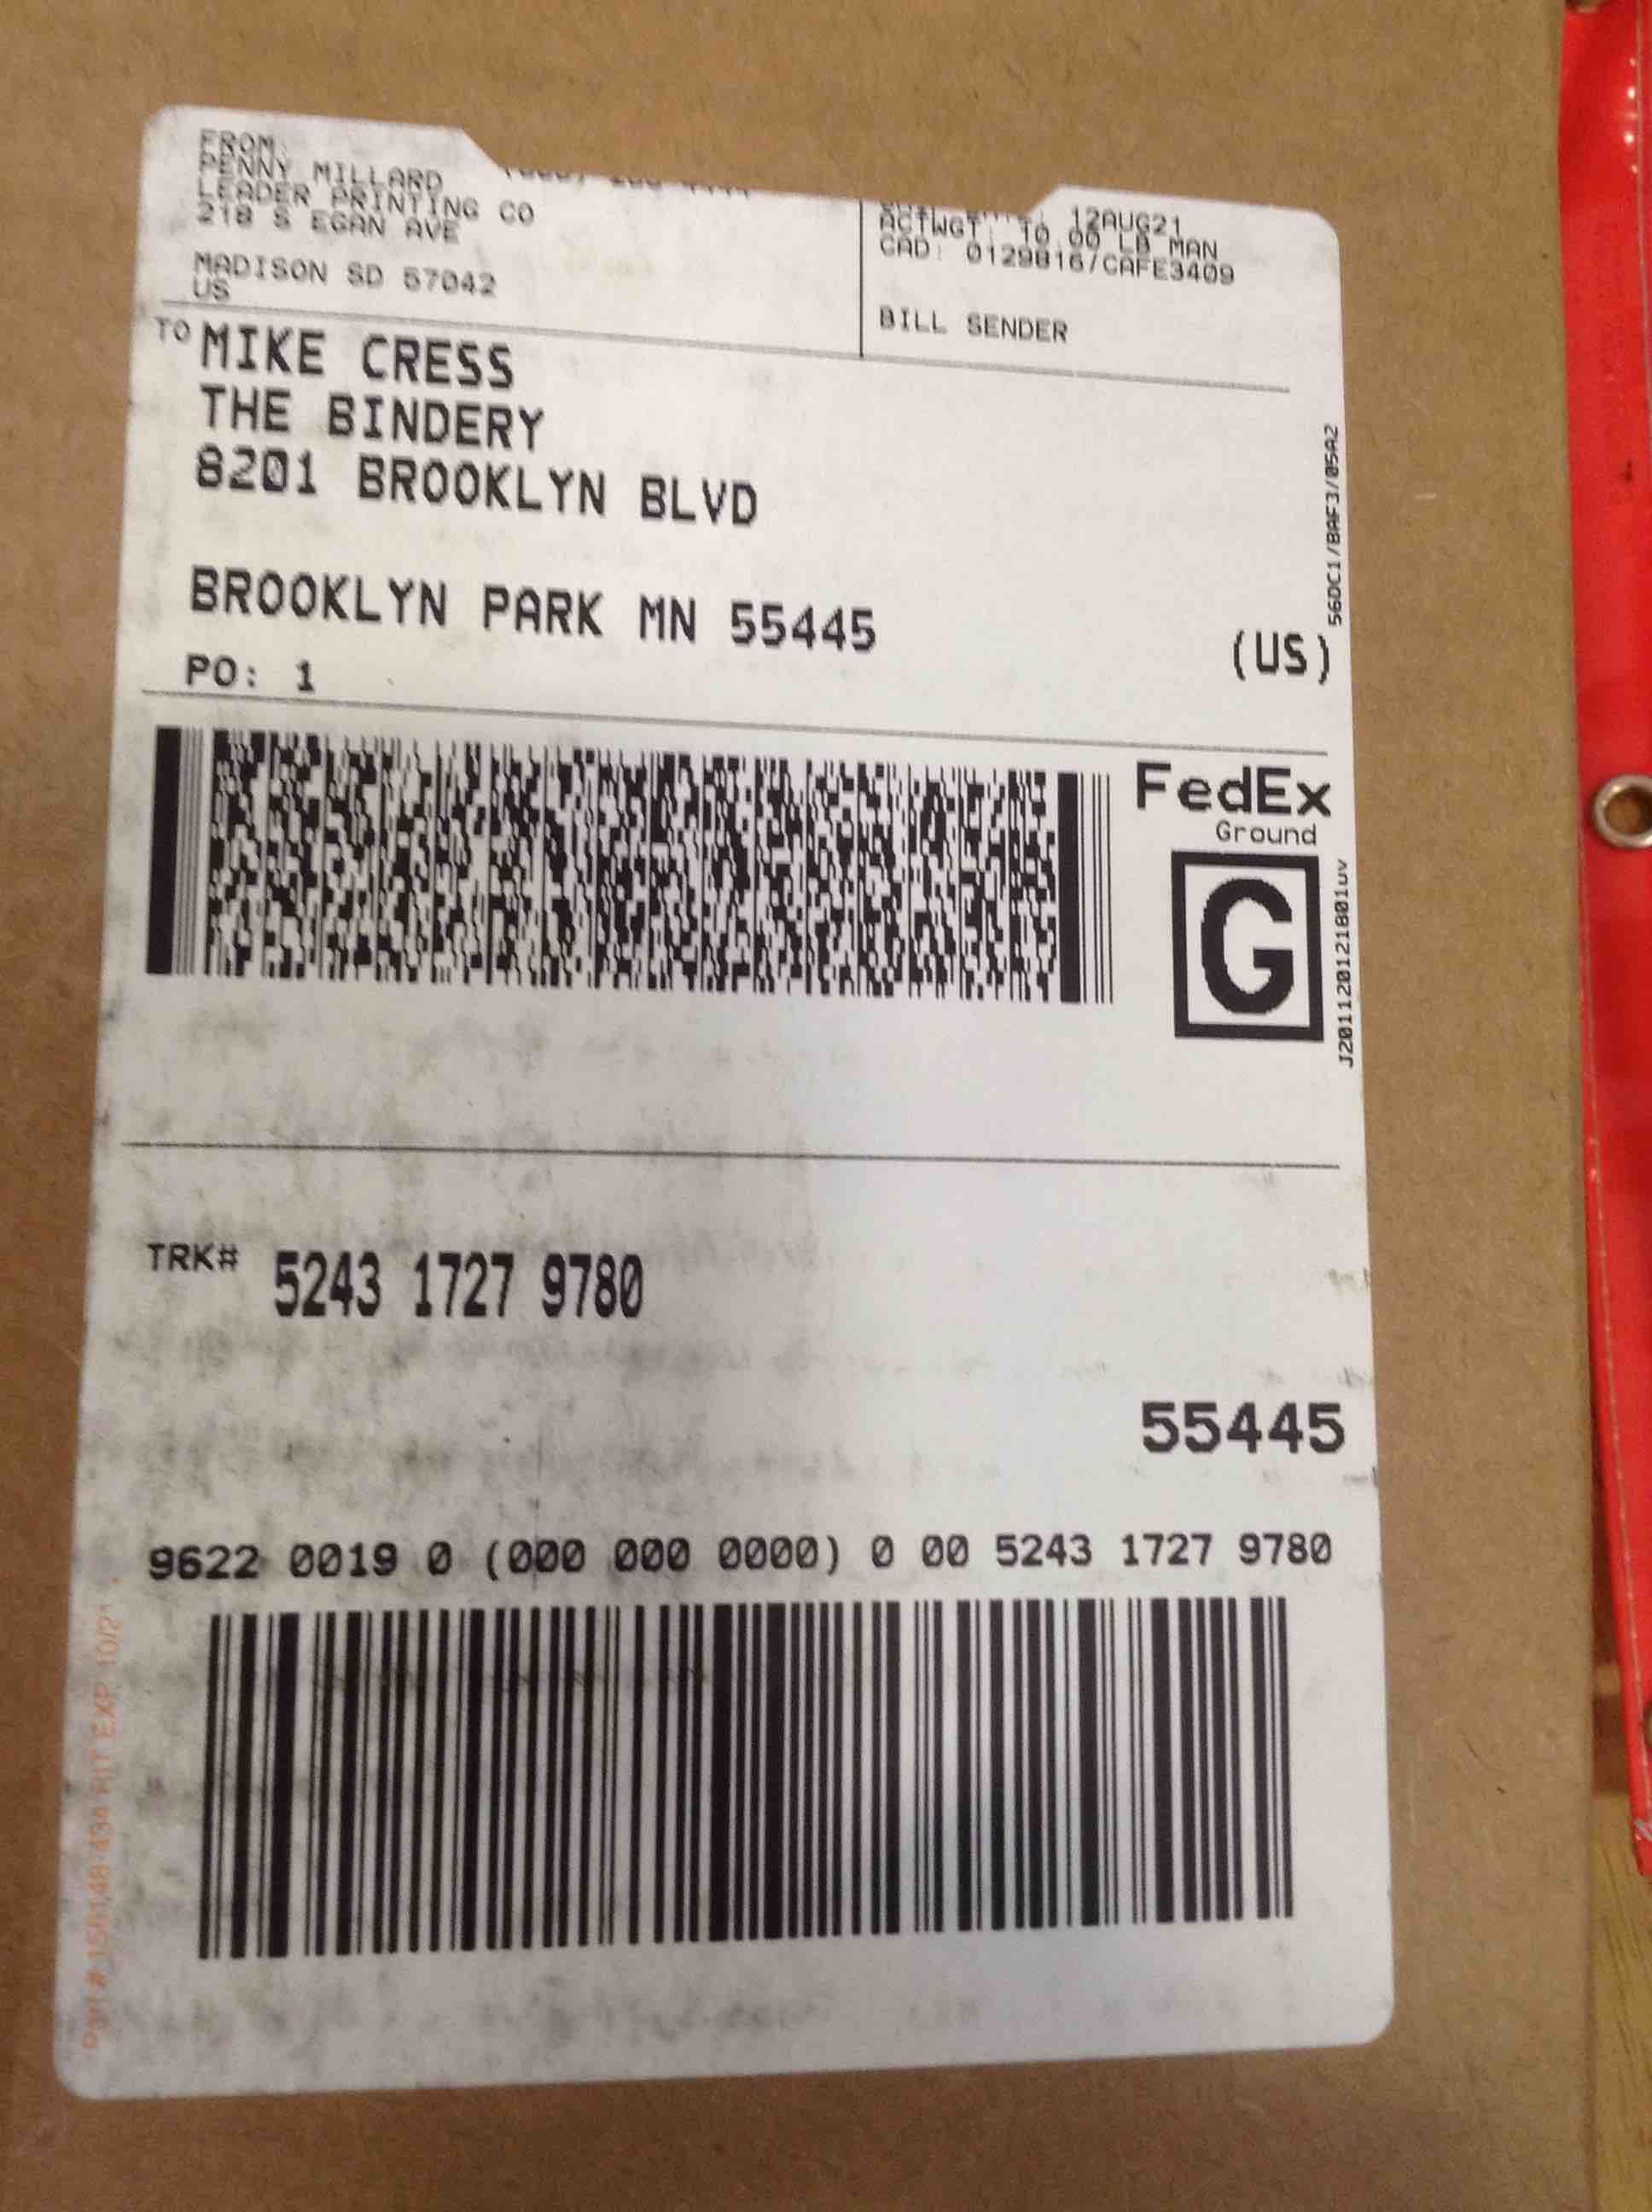 FROM:
PENNY MILLARD
LEADER PRINTING CO
218 S EGAN AVE
MADISON SD 57042
US
12AUG21
ACTWGT: 10.00 LB MAN
CAD: 0129816/CAFE3409
BILL SENDER
TO MIKE CRESS
THE BINDERY
8201 BROOKLYN BLVD
BROOKLYN PARK MN 55445
(US)
PO: 1
56DC1/BAF3/05A2
FedEx
Ground
G
J201120121801uv
TRK# 5243 1727 9780
55445
9622 0019 0 (000 000 0000) 0 00 5243 1727 9780